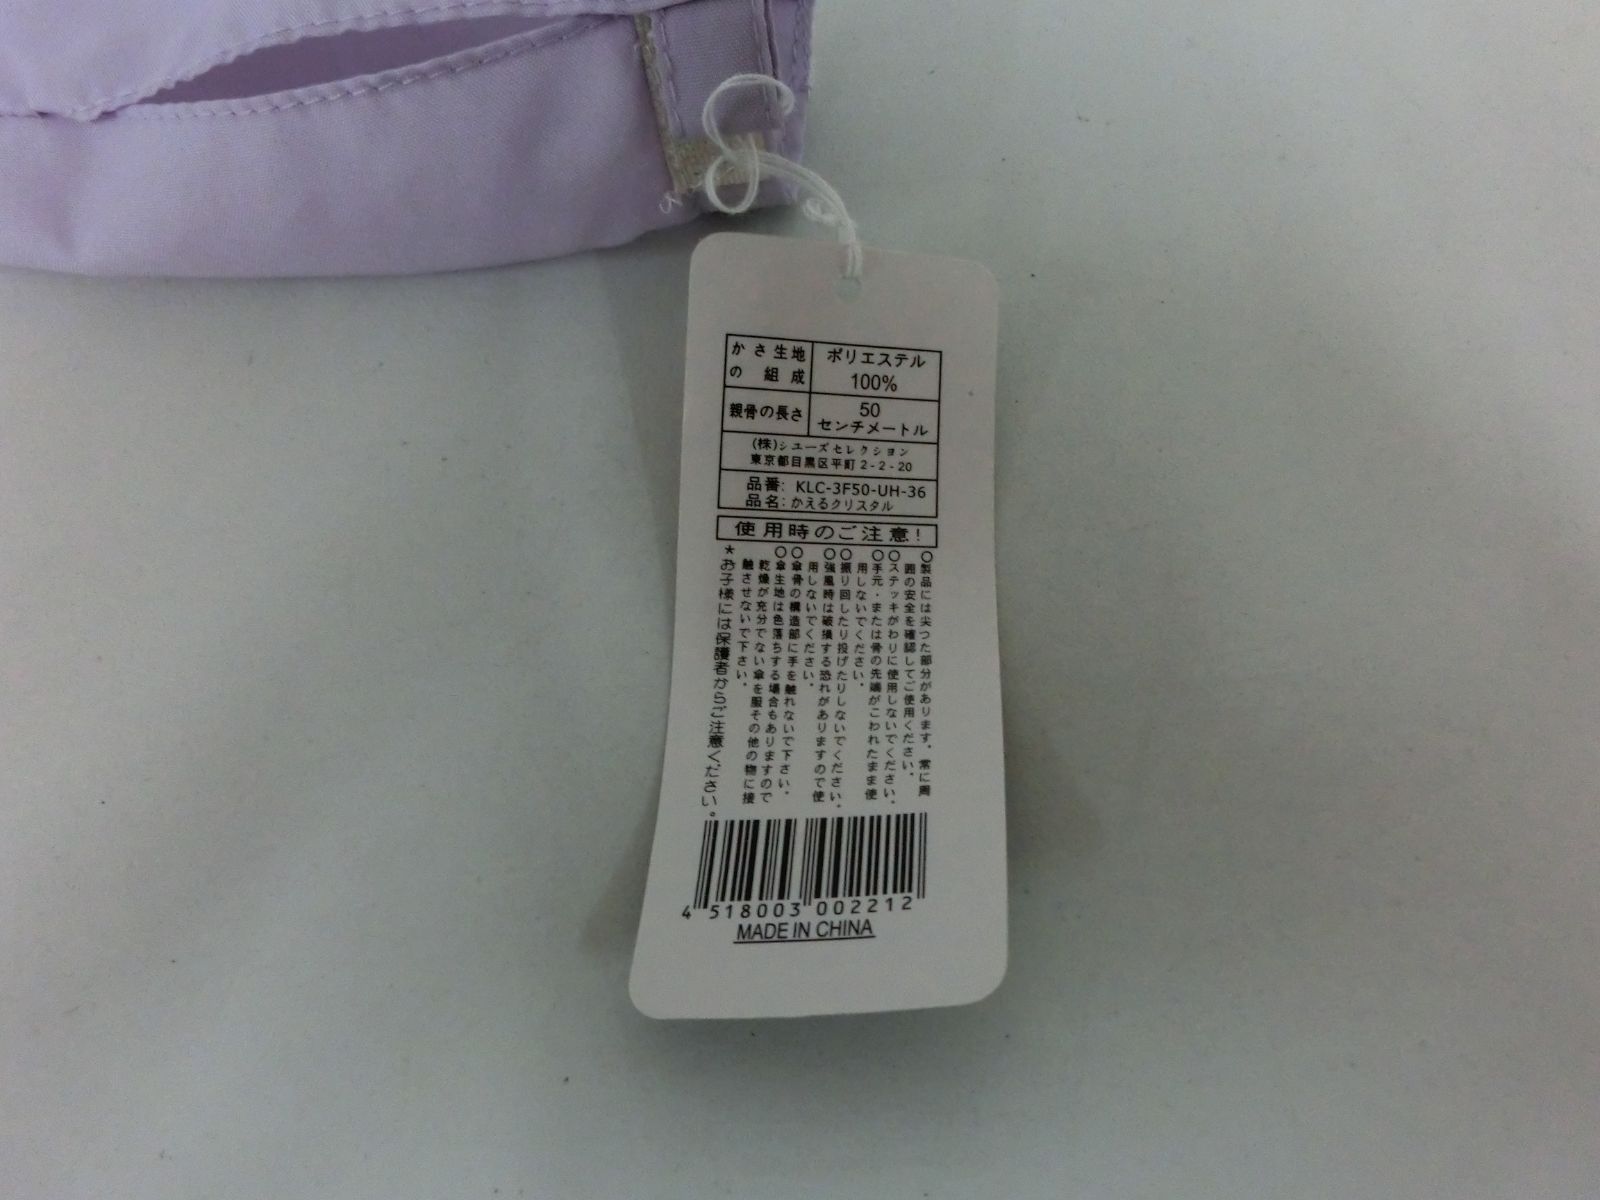 かさ生地
の 組成
ポリエステル
100%
親骨の長さ
50
センチメートル
(株)シューズセレクション
東京都目黒区平町2-2-20
品番: KLC-3F50-UH-36
品名:かえるクリスタル
使用時のご注意!
○製品には尖つた部分があります。常に周
囲の安全を確認してご使用ください。
○ステッキがわりに使用しないでください。
○手元・または骨の先端がこわれたまま使
用しないでください。
○振り回したり投げたりしないでください。
○強風時は破損する恐れがありますので使
用しないでください。
○傘骨の構造部に手を触れないで下さい。
○傘生地は色落ちする場合もありますので
乾燥が充分でない傘を服その他の物に接
触させないで下さい。
*お子様には保護者からご注意ください。
4 518003 002212
MADE IN CHINA